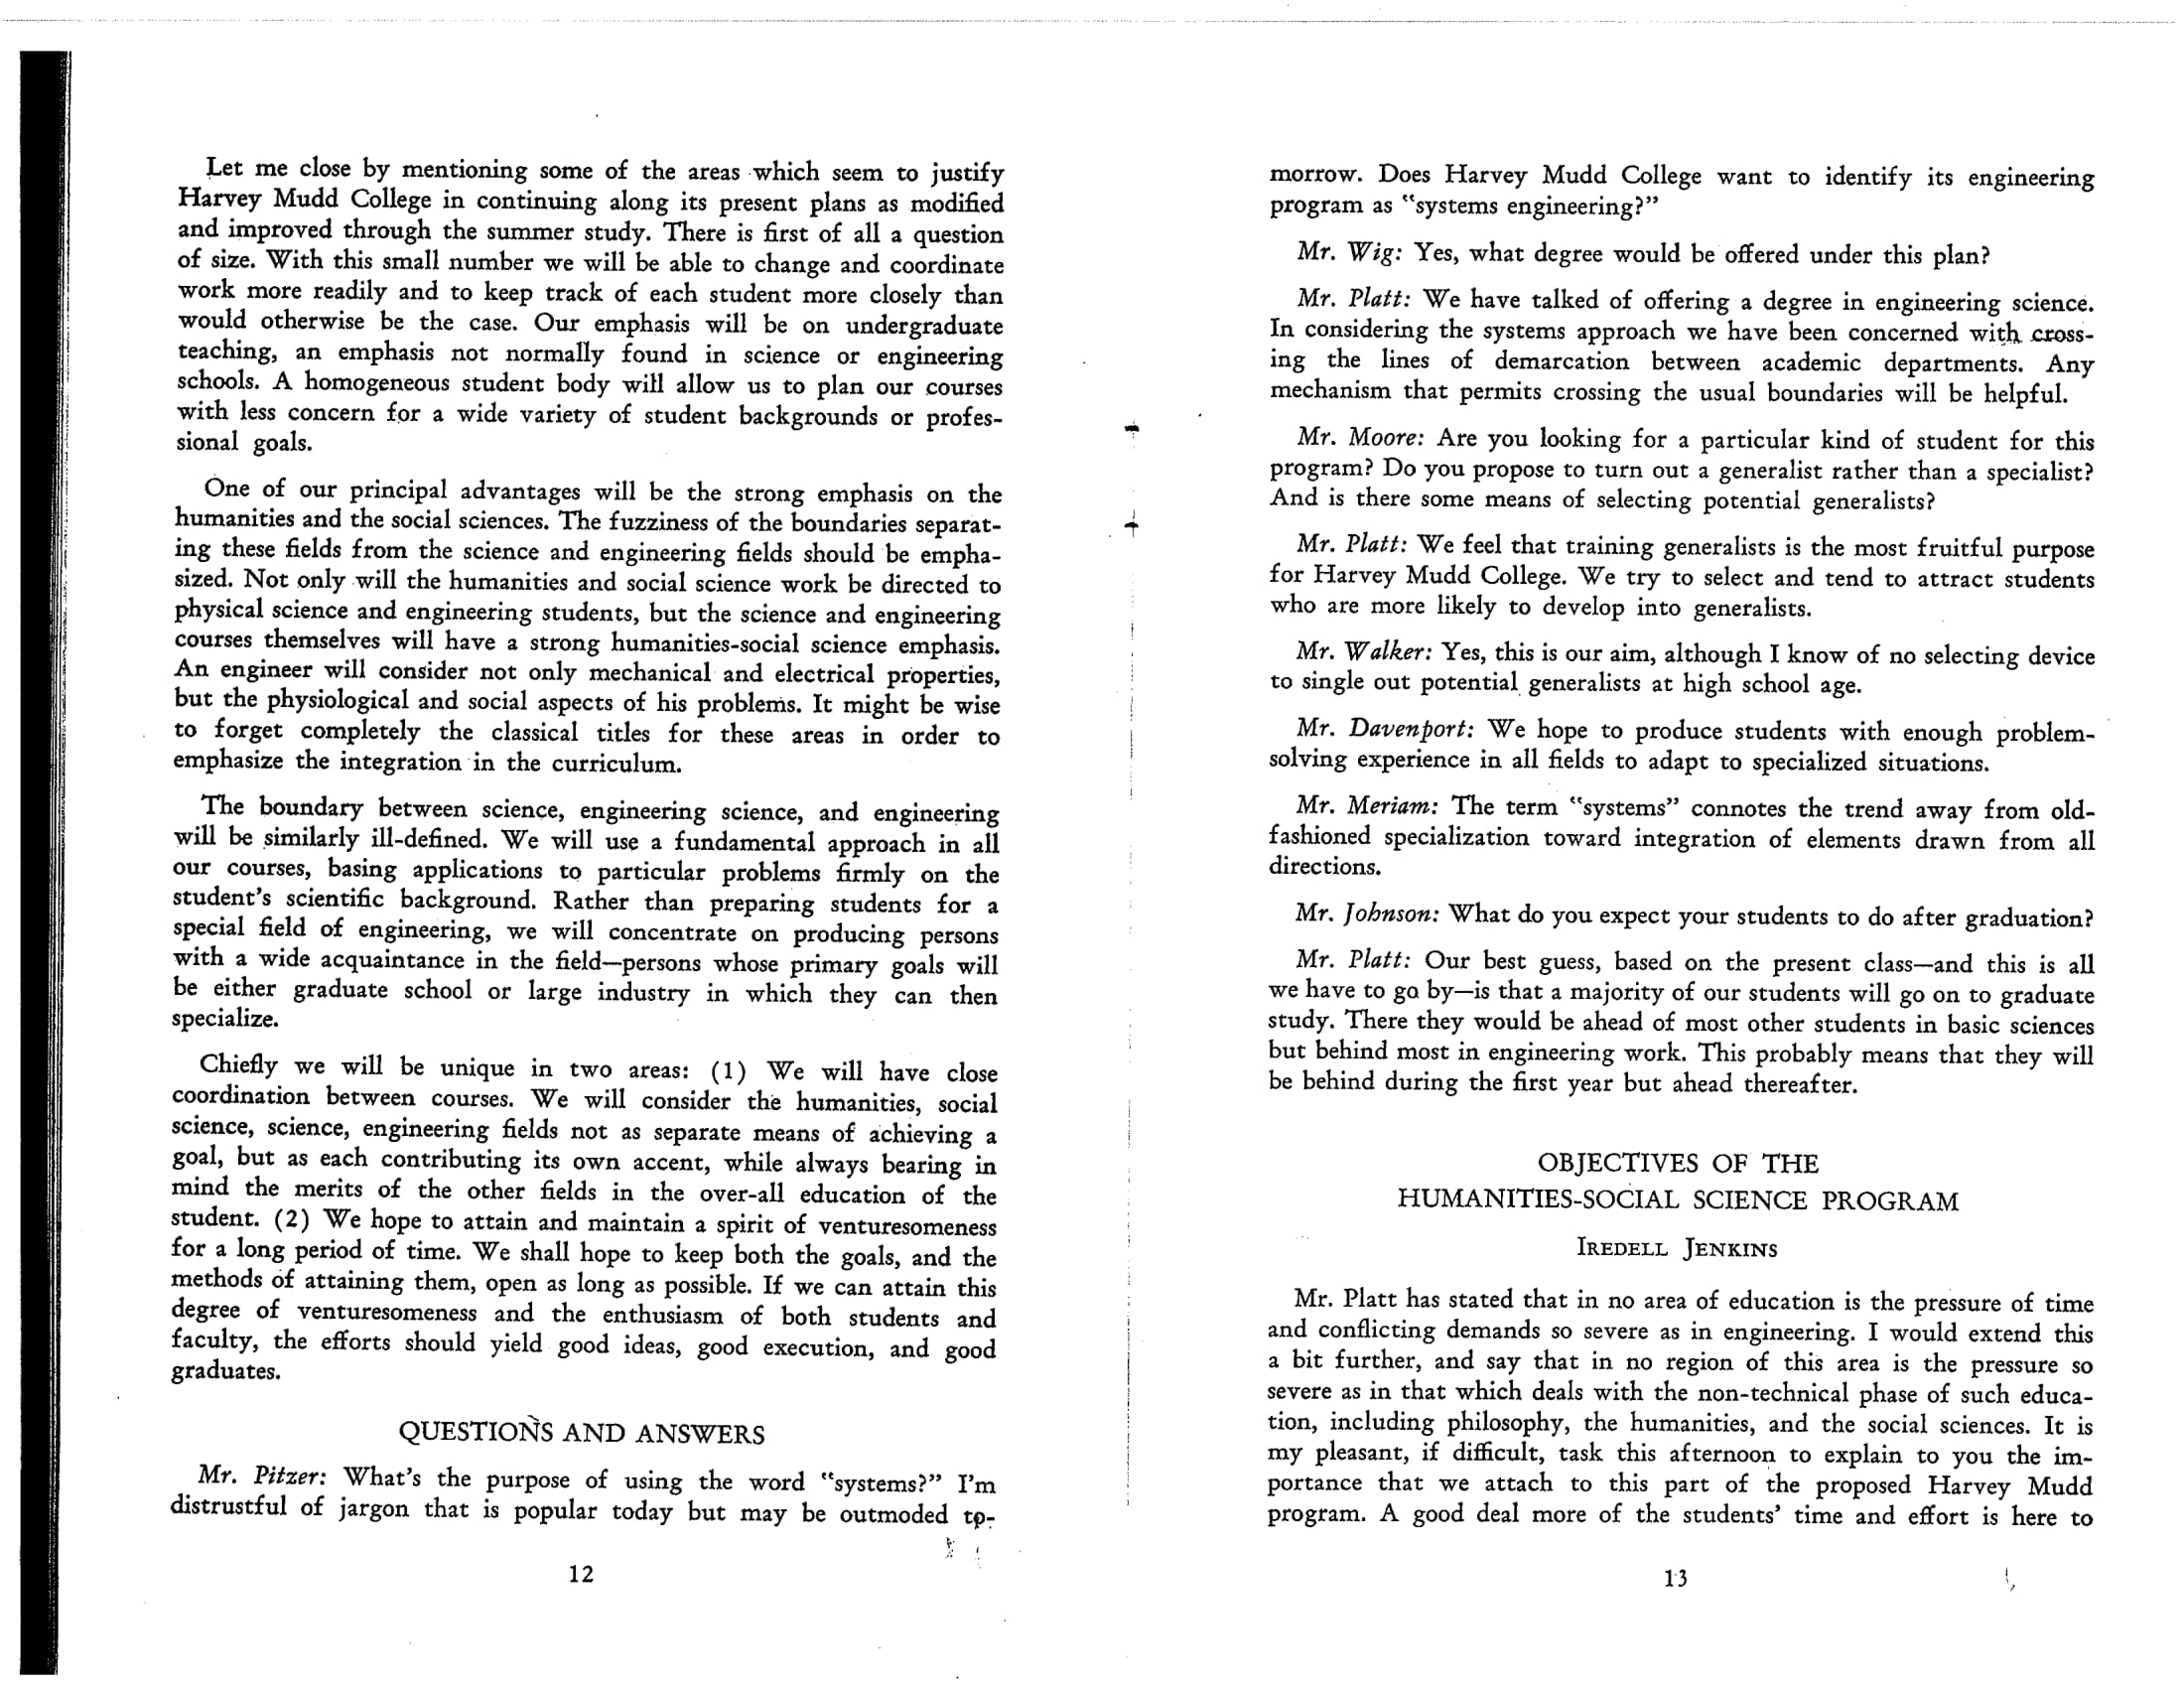 Let me close by mentioning some of the areas which seem to justify
Harvey Mudd College in continuing along its present plans as modified
and improved through the summer study. There is first of all a question
of size. With this small number we will be able to change and coordinate
work more readily and to keep track of each student more closely than
would otherwise be the case. Our emphasis will be on undergraduate
teaching, an emphasis not normally found in science or engineering
schools. A homogeneous student body will allow us to plan our courses
with less concern for a wide variety of student backgrounds or profes-
sional goals.
One of our principal advantages will be the strong emphasis on the
humanities and the social sciences. The fuzziness of the boundaries separat-
ing these fields from the science and engineering fields should be empha-
sized. Not only will the humanities and social science work be directed to
physical science and engineering students, but the science and engineering
courses themselves will have a strong humanities-social science emphasis.
An engineer will consider not only mechanical and electrical properties,
but the physiological and social aspects of his problems. It might be wise
to forget completely the classical titles for these areas in order to
emphasize the integration in the curriculum.
The boundary between science, engineering science, and engineering
will be similarly ill-defined. We will use a fundamental approach in all
our courses, basing applications to particular problems firmly on the
student's scientific background. Rather than preparing students for a
special field of engineering, we will concentrate on producing persons
with a wide acquaintance in the field—persons whose primary goals will
be either graduate school or large industry in which they can then
specialize.
Chiefly we will be unique in two areas: (1) We will have close
coordination between courses. We will consider the humanities, social
science, science, engineering fields not as separate means of achieving a
goal, but as each contributing its own accent, while always bearing in
mind the merits of the other fields in the over-all education of the
student. (2) We hope to attain and maintain a spirit of venturesomeness
for a long period of time. We shall hope to keep both the goals, and the
methods of attaining them, open as long as possible. If we can attain this
degree of venturesomeness and the enthusiasm of both students and
faculty, the efforts should yield good ideas, good execution, and good
graduates.
QUESTIONS AND ANSWERS
Mr. Pitzer: What's the purpose of using the word "systems?" I'm
distrustful of jargon that is popular today but may be outmoded to-
12
morrow. Does Harvey Mudd College want to identify its engineering
program as "systems engineering?"
Mr. Wig: Yes, what degree would be offered under this plan?
Mr. Platt: We have talked of offering a degree in engineering science.
In considering the systems approach we have been concerned with cross-
ing the lines of demarcation between academic departments. Any
mechanism that permits crossing the usual boundaries will be helpful.
Mr. Moore: Are you looking for a particular kind of student for this
program? Do you propose to turn out a generalist rather than a specialist?
And is there some means of selecting potential generalists?
Mr. Platt: We feel that training generalists is the most fruitful purpose
for Harvey Mudd College. We try to select and tend to attract students
who are more likely to develop into generalists.
Mr. Walker: Yes, this is our aim, although I know of no selecting device
to single out potential generalists at high school age.
Mr. Davenport: We hope to produce students with enough problem-
solving experience in all fields to adapt to specialized situations.
Mr. Meriam: The term "systems" connotes the trend away from old-
fashioned specialization toward integration of elements drawn from all
directions.
Mr. Johnson: What do you expect your students to do after graduation?
Mr. Platt: Our best guess, based on the present class—and this is all
we have to go by—is that a majority of our students will go on to graduate
study. There they would be ahead of most other students in basic sciences
but behind most in engineering work. This probably means that they will
be behind during the first year but ahead thereafter.
OBJECTIVES OF THE
HUMANITIES-SOCIAL SCIENCE PROGRAM
IREDELL JENKINS
Mr. Platt has stated that in no area of education is the pressure of time
and conflicting demands so severe as in engineering. I would extend this
a bit further, and say that in no region of this area is the pressure so
severe as in that which deals with the non-technical phase of such educa-
tion, including philosophy, the humanities, and the social sciences. It is
my pleasant, if difficult, task this afternoon to explain to you the im-
portance that we attach to this part of the proposed Harvey Mudd
program. A good deal more of the students' time and effort is here to
13